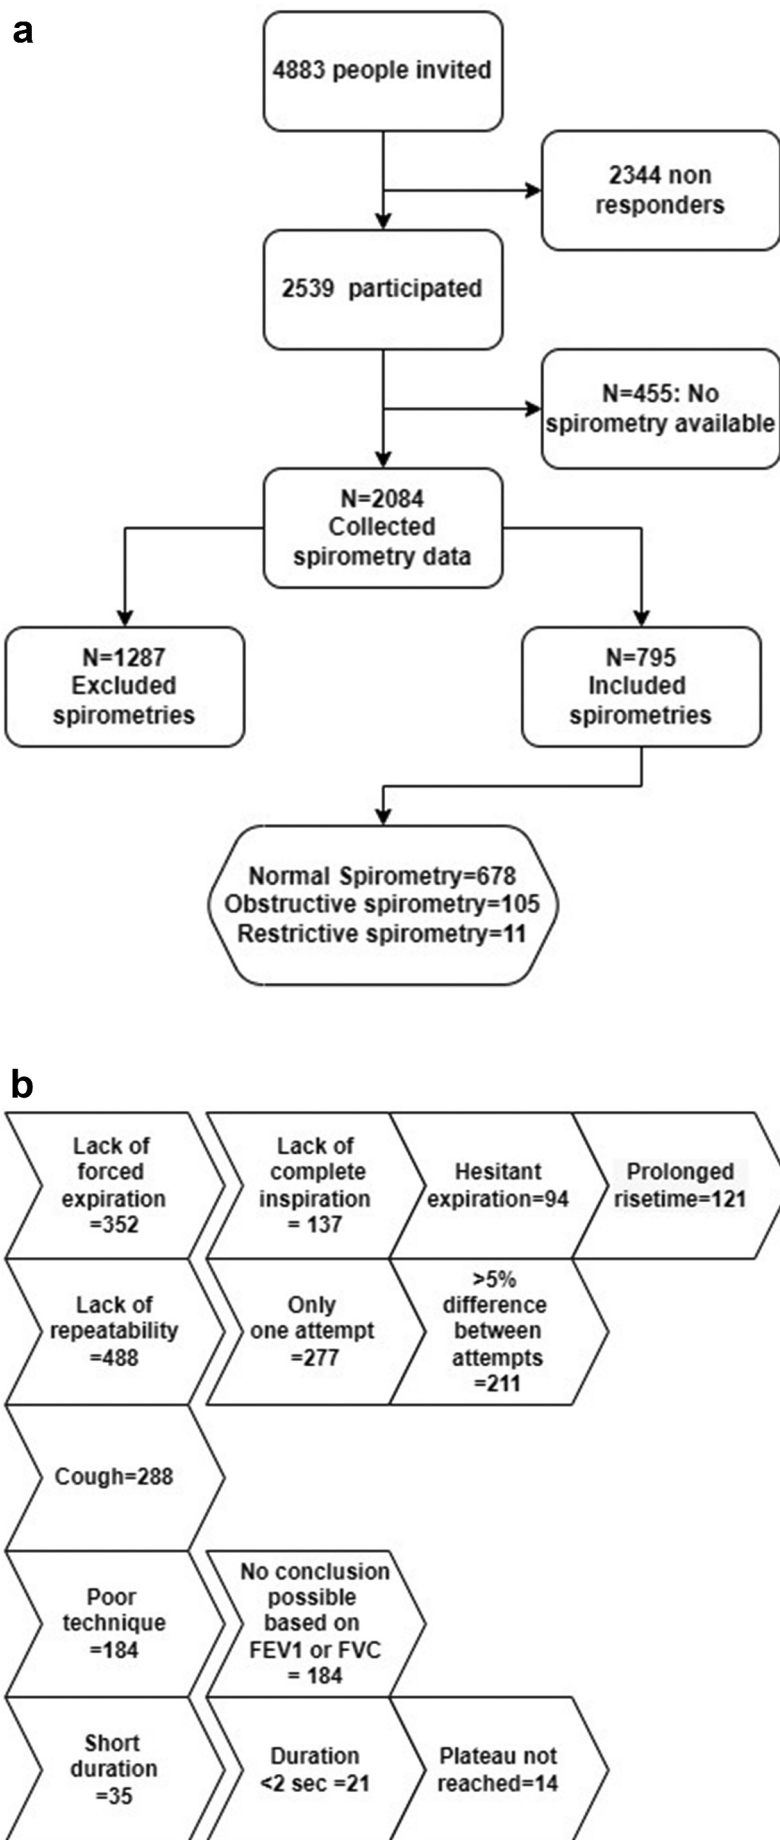 a
4883 people invited
2344 non
responders
2539 participated
N=455: No
spirometry available
N=2084
Collected
spirometry data
N=1287
Excluded
spirometries
N=795
Included
spirometries
Normal Spirometry=678
Obstructive spirometry=105
Restrictive spirometry=11
b
Lack of
forced
expiration
=352
Lack of
complete
inspiration
= 137
Hesitant
expiration=94
Prolonged
risetime=121
Lack of
repeatability
=488
Only
one attempt
=277
>5%
difference
between
attempts
=211
Cough=288
Poor
technique
=184
No conclusion
possible
based on
FEV1 or FVC
= 184
Short
duration
=35
Duration
<2 sec =21
Plateau not
reached=14